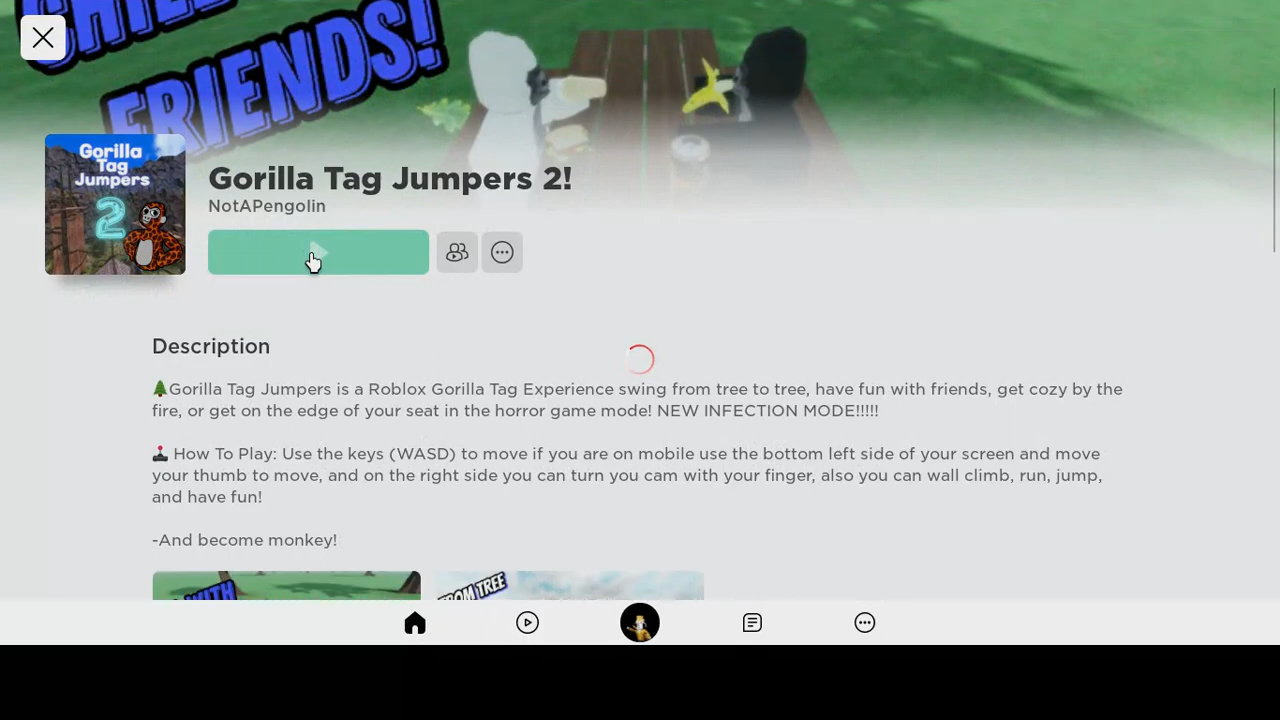 CHILL
FRIENDS!
Gorilla
Tag
Jumpers
2
Gorilla Tag Jumpers 2!
NotAPengolin
Description
🌲Gorilla Tag Jumpers is a Roblox Gorilla Tag Experience swing from tree to tree, have fun with friends, get cozy by the
fire, or get on the edge of your seat in the horror game mode! NEW INFECTION MODE!!!!!
🕹️ How To Play: Use the keys (WASD) to move if you are on mobile use the bottom left side of your screen and move
your thumb to move, and on the right side you can turn you cam with your finger, also you can wall climb, run, jump,
and have fun!
-And become monkey!
WITH
FROM TREE